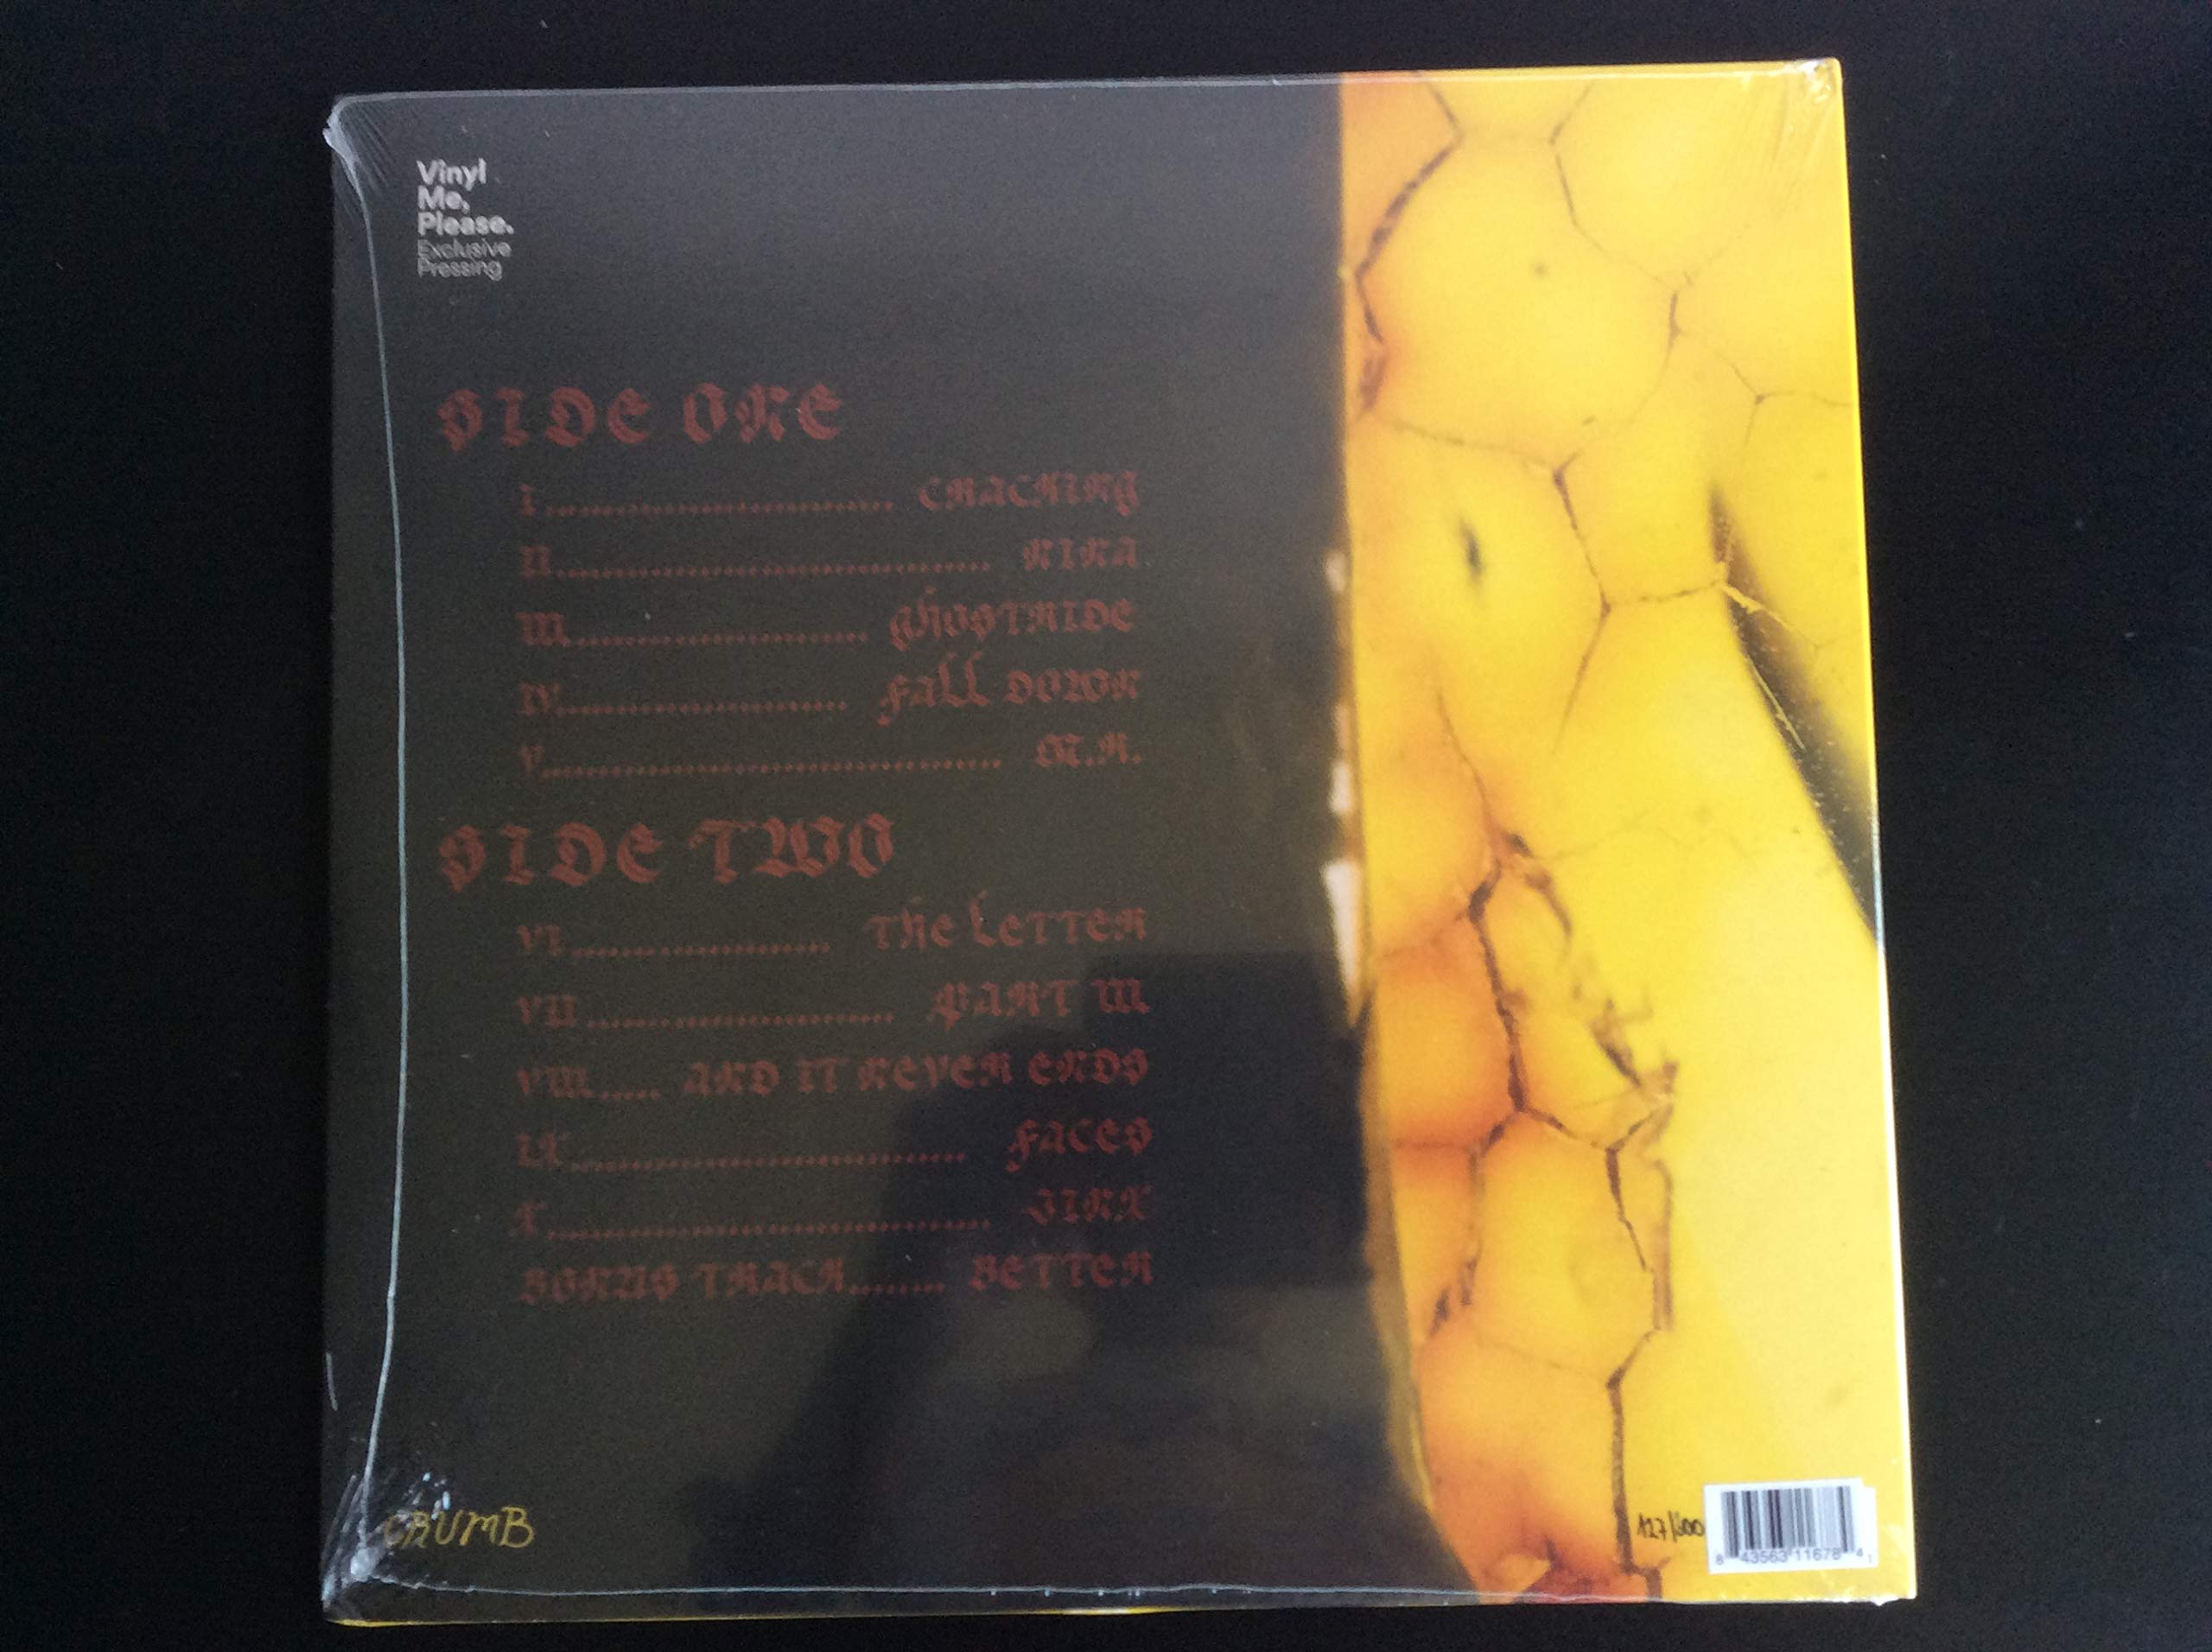 Vinyl
Me,
Please.
Exclusive
Pressing
SIDE ONE
I.................................. CRACKING
II.......................................... NINA
III............................ GHOSTRIDE
IV........................... FALL DOWN
V............................................ M.R.
SIDE TWO
VI......................... THE LETTER
VII.............................. PART III
VIII...... AND IT NEVER ENDS
IX...................................... FACES
X.......................................... JINX
BONUS TRACK......... BETTER
CRUMB
127/600
8 43563 11678 4